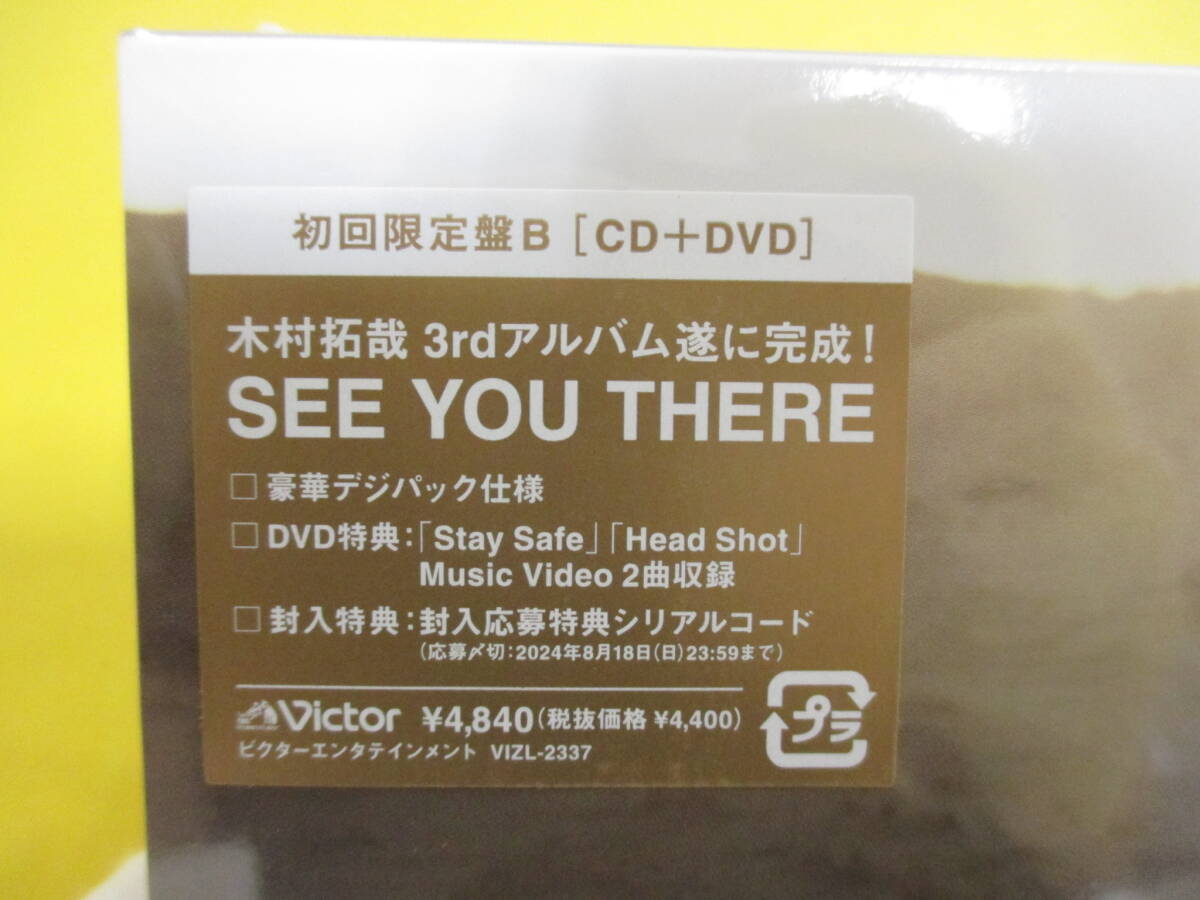 初回限定盤B [CD+DVD]
木村拓哉 3rdアルバム遂に完成!
SEE YOU THERE
□ 豪華デジパック仕様
□ DVD特典:「Stay Safe」「Head Shot」
Music Video 2曲収録
□ 封入特典:封入応募特典シリアルコード
(応募〆切:2024年8月18日(日)23:59まで)
Victor ¥4,840(税抜価格 ¥4,400)
ビクターエンタテインメント VIZL-2337
プラ